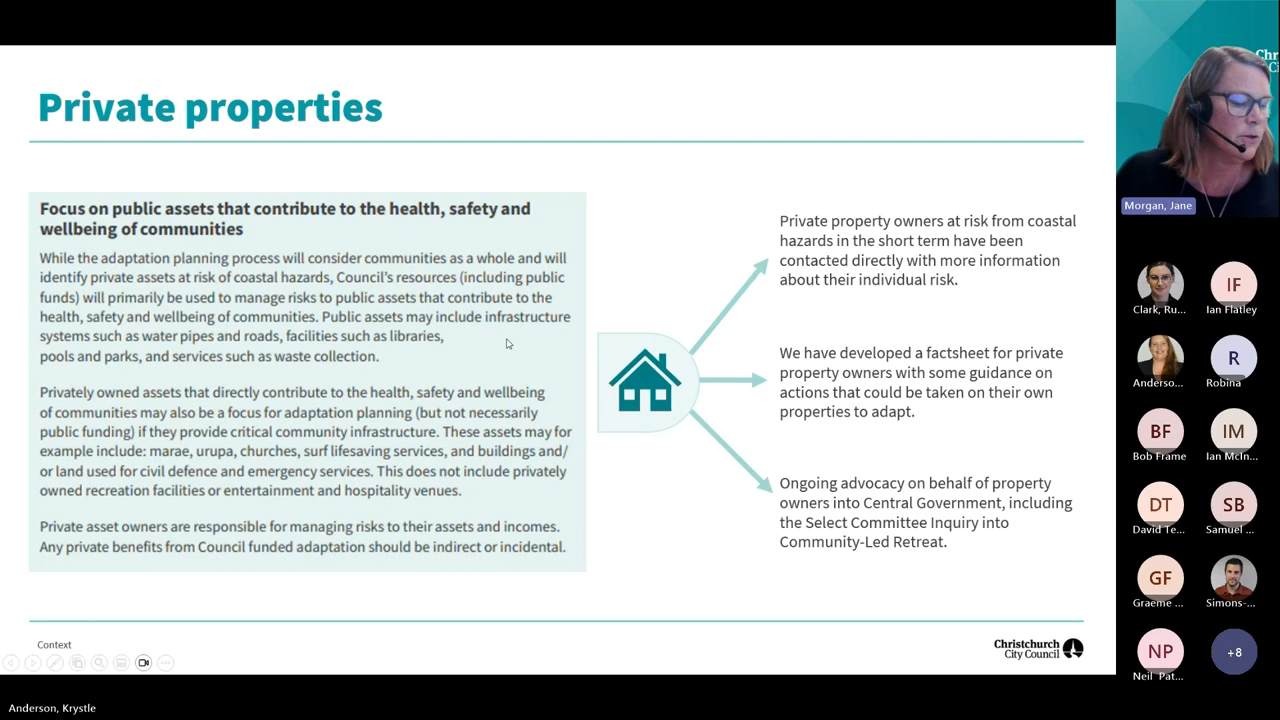 Private properties
Focus on public assets that contribute to the health, safety and
wellbeing of communities
While the adaptation planning process will consider communities as a whole and will
identify private assets at risk of coastal hazards, Council's resources (including public
funds) will primarily be used to manage risks to public assets that contribute to the
health, safety and wellbeing of communities. Public assets may include infrastructure
systems such as water pipes and roads, facilities such as libraries,
pools and parks, and services such as waste collection.
Privately owned assets that directly contribute to the health, safety and wellbeing
of communities may also be a focus for adaptation planning (but not necessarily
public funding) if they provide critical community infrastructure. These assets may for
example include: marae, urupa, churches, surf lifesaving services, and buildings and/
or land used for civil defence and emergency services. This does not include privately
owned recreation facilities or entertainment and hospitality venues.
Private asset owners are responsible for managing risks to their assets and incomes.
Any private benefits from Council funded adaptation should be indirect or incidental.
Private property owners at risk from coastal
hazards in the short term have been
contacted directly with more information
about their individual risk.
We have developed a factsheet for private
property owners with some guidance on
actions that could be taken on their own
properties to adapt.
Ongoing advocacy on behalf of property
owners into Central Government, including
the Select Committee Inquiry into
Community-Led Retreat.
Context
Christchurch
City Council
Anderson, Krystle
Chr
Ci
Morgan, Jane
Clark, Ru...
IF
Ian Flatley
Anderso...
R
Robina
BF
Bob Frame
IM
Ian McIn...
DT
David Te...
SB
Samuel ...
GF
Graeme ...
Simons-...
NP
Neil Pat...
+8